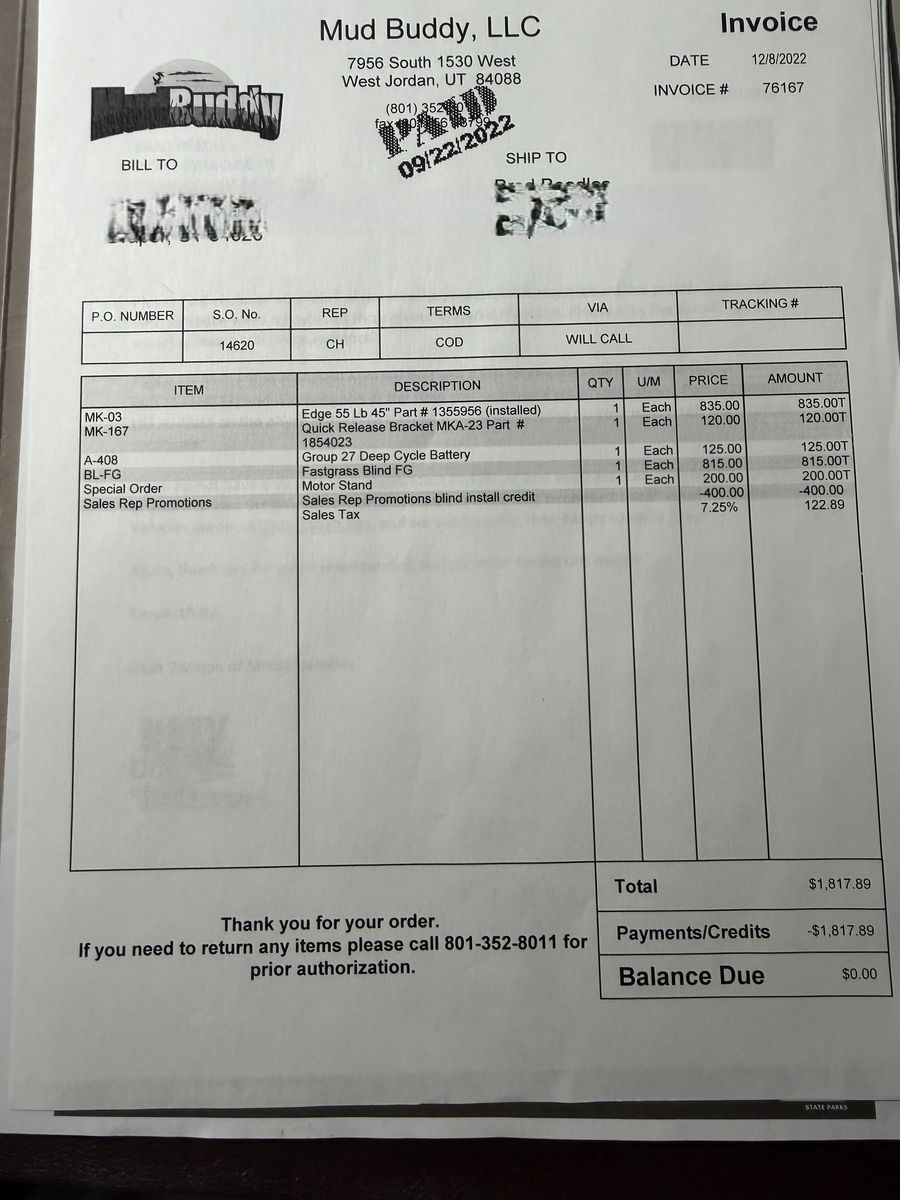 Mud Buddy, LLC
Invoice
7956 South 1530 West
West Jordan, UT 84088
DATE 12/8/2022
INVOICE # 76167
Mud Buddy
(801) 352
fax
PAID
09/22/2022
BILL TO
SHIP TO
P.O. NUMBER S.O. No. REP TERMS VIA TRACKING #
14620 CH COD WILL CALL
ITEM DESCRIPTION QTY U/M PRICE AMOUNT
MK-03 Edge 55 Lb 45" Part # 1355956 (installed) 1 Each 835.00 835.00T
MK-167 Quick Release Bracket MKA-23 Part # 1 Each 120.00 120.00T
1854023
A-408 Group 27 Deep Cycle Battery 1 Each 125.00 125.00T
BL-FG Fastgrass Blind FG 1 Each 815.00 815.00T
Special Order Motor Stand 1 Each 200.00 200.00T
Sales Rep Promotions Sales Rep Promotions blind install credit -400.00 -400.00
Sales Tax 7.25% 122.89
Respectfully
Total $1,817.89
Thank you for your order.
If you need to return any items please call 801-352-8011 for
prior authorization.
Payments/Credits -$1,817.89
Balance Due $0.00
STATE PARKS